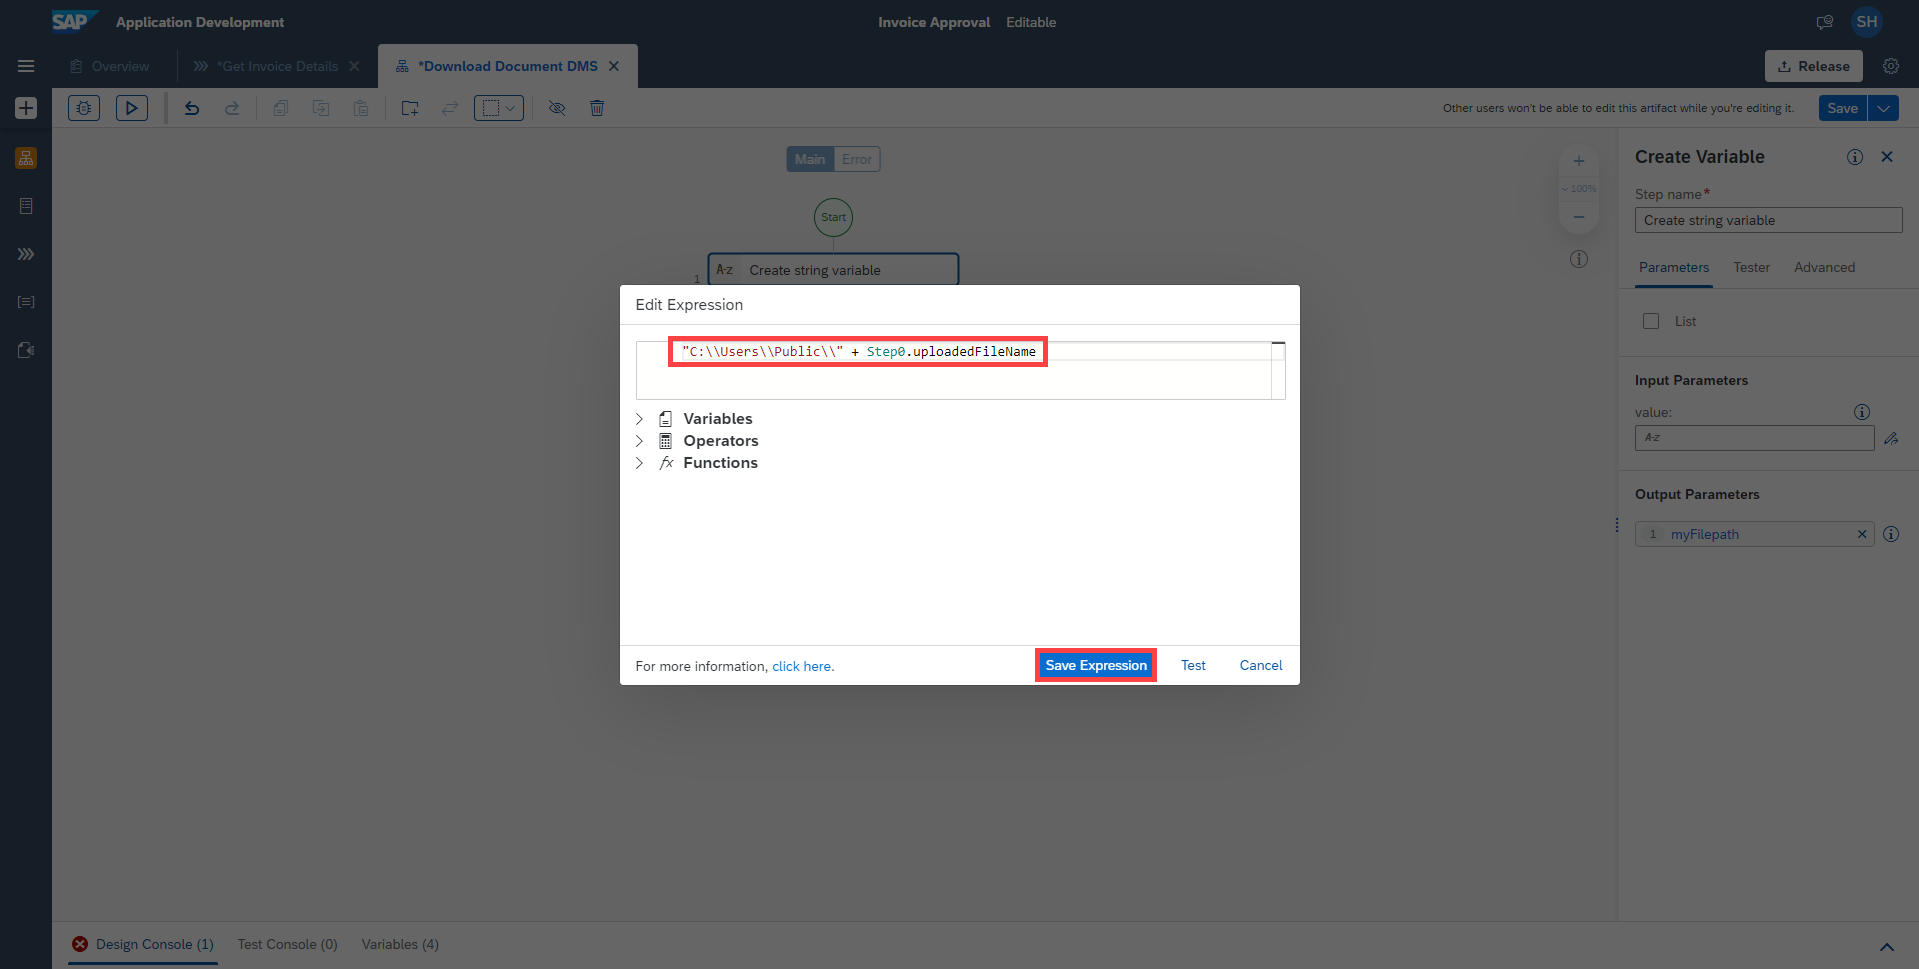 SAP Application Development Invoice Approval Editable SH
Overview *Get Invoice Details *Download Document DMS Release
Other users won't be able to edit this artifact while you're editing it. Save
Main Error
Start
1 A-z Create string variable
100%
Create Variable
Step name*
Create string variable
Parameters Tester Advanced
List
Input Parameters
value:
A-z
Output Parameters
1 myFilepath
Edit Expression
"C:\\Users\\Public\\" + Step0.uploadedFileName
Variables
Operators
fx Functions
For more information, click here.
Save Expression Test Cancel
Design Console (1) Test Console (0) Variables (4)